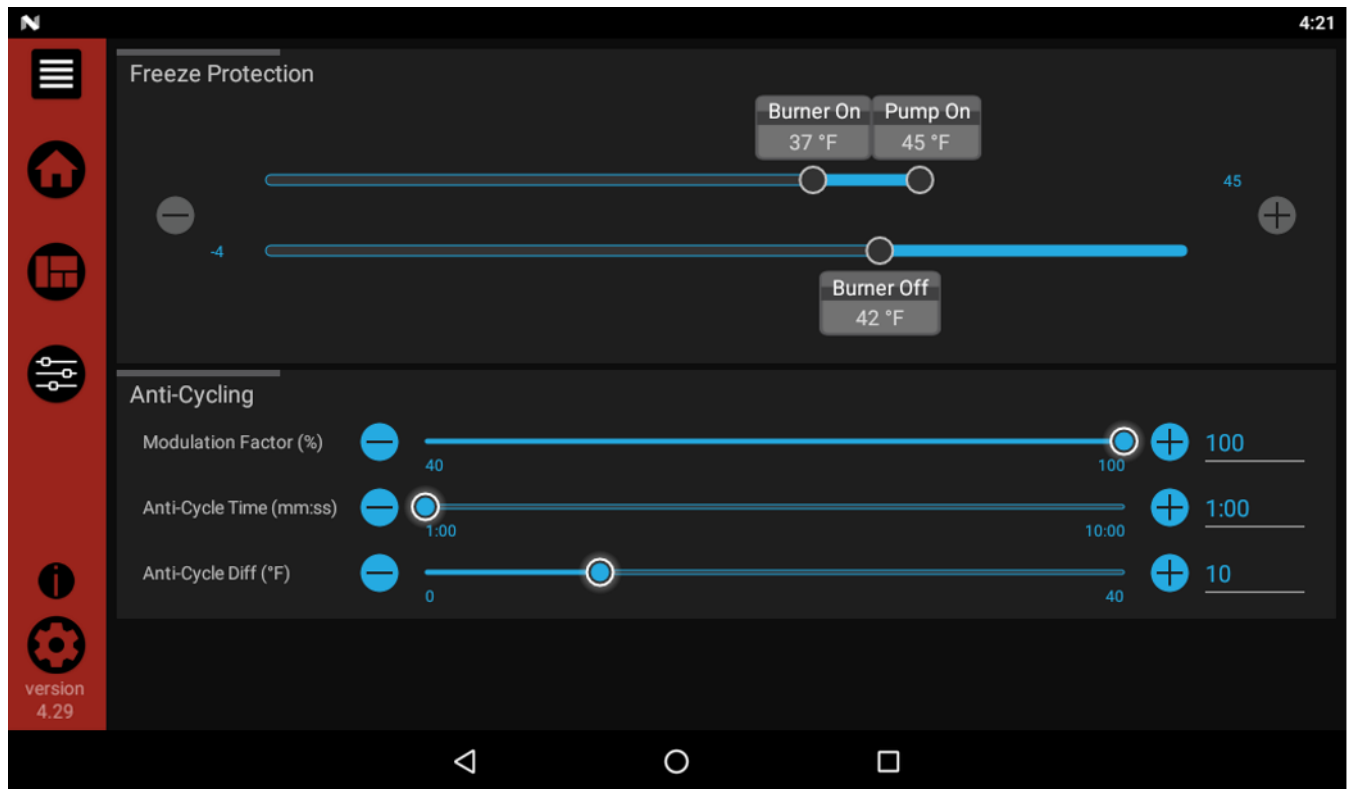 4:21
Freeze Protection
Burner On Pump On
37 °F 45 °F
45
-4
Burner Off
42 °F
Anti-Cycling
Modulation Factor (%) 100
40 100
Anti-Cycle Time (mm:ss) 1:00
1:00 10:00
Anti-Cycle Diff (°F) 10
0 40
version
4.29